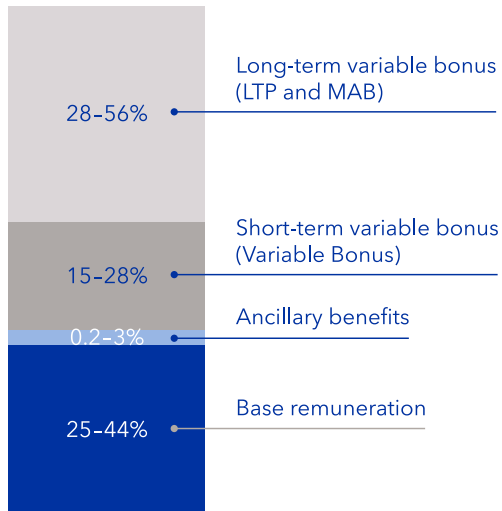 Long-term variable bonus
(LTP and MAB)
28–56%
Short-term variable bonus
(Variable Bonus)
15–28%
Ancillary benefits
0.2–3%
Base remuneration
25–44%